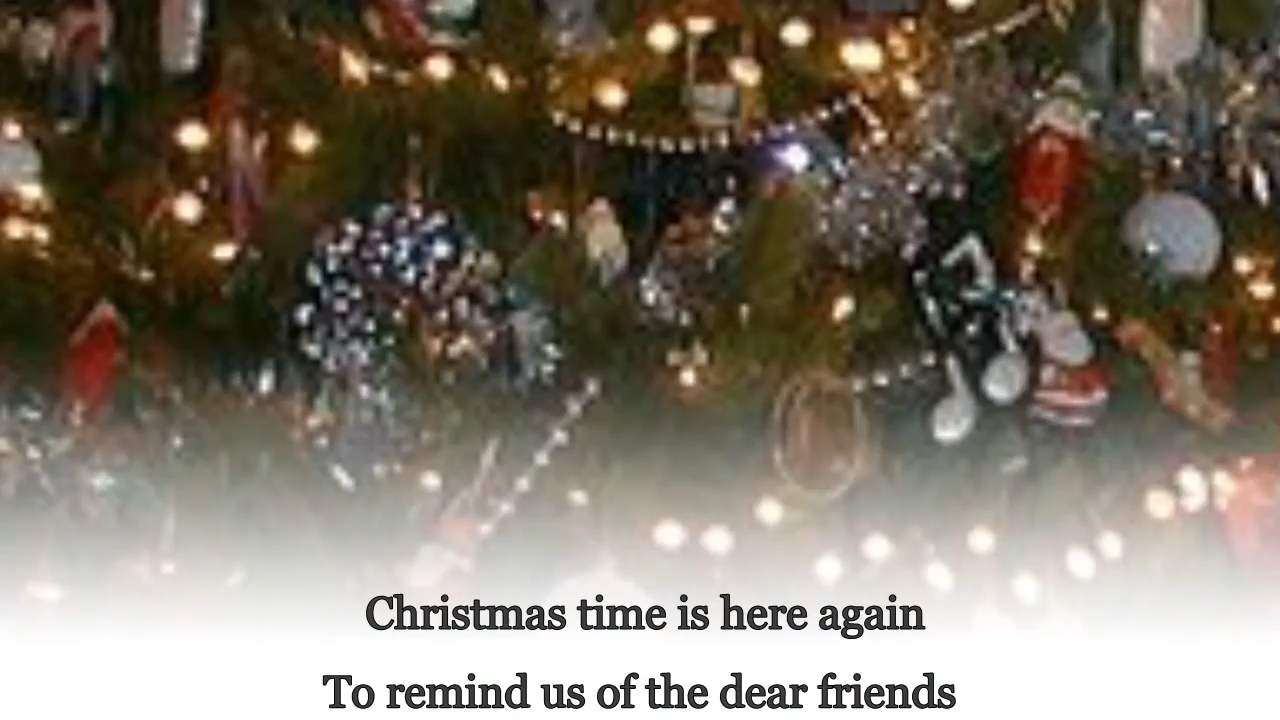 Christmas time is here again
To remind us of the dear friends